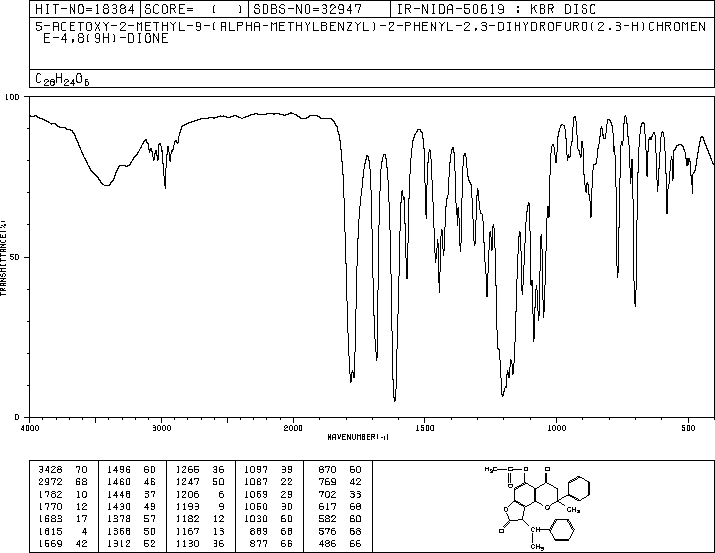 HIT-NO=18384 SCORE= ( ) SDBS-NO=32947 IR-NIDA-50619 : KBR DISC
5-ACETOXY-2-METHYL-9-(ALPHA-METHYLBENZYL)-2-PHENYL-2,3-DIHYDROFURO(2,3-H)CHROMEN
E-4,8(9H)-DIONE
C28H24O6
100
50
0
TRANSMITTANCE(%)
4000 3000 2000 1500 1000 500
WAVENUMBER(-1)
3428 70 1496 60 1266 36 1097 39 870 60
2972 68 1460 46 1247 50 1087 22 769 42
1782 10 1448 37 1206 6 1069 29 702 33
1770 12 1430 49 1193 9 1050 30 617 68
1683 17 1378 57 1182 12 1030 60 582 60
1615 4 1368 50 1167 13 889 68 576 68
1569 42 1312 52 1130 36 877 66 486 66
H3C C O O
O
O CH3
O
O
CH3